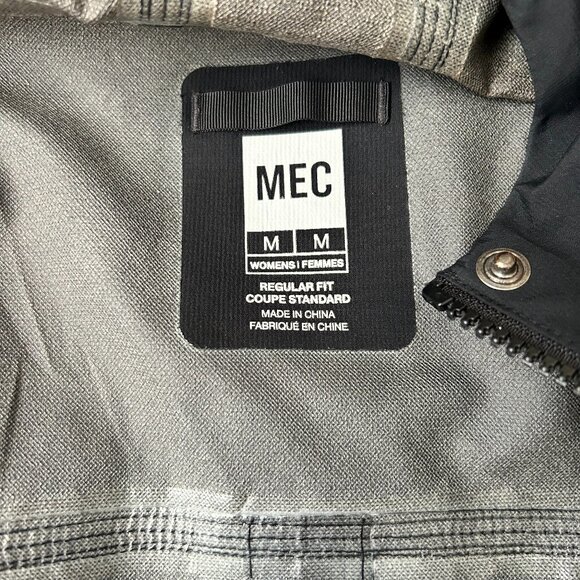 MEC
M M
WOMENS | FEMMES
REGULAR FIT
COUPE STANDARD
MADE IN CHINA
FABRIQUÉ EN CHINE